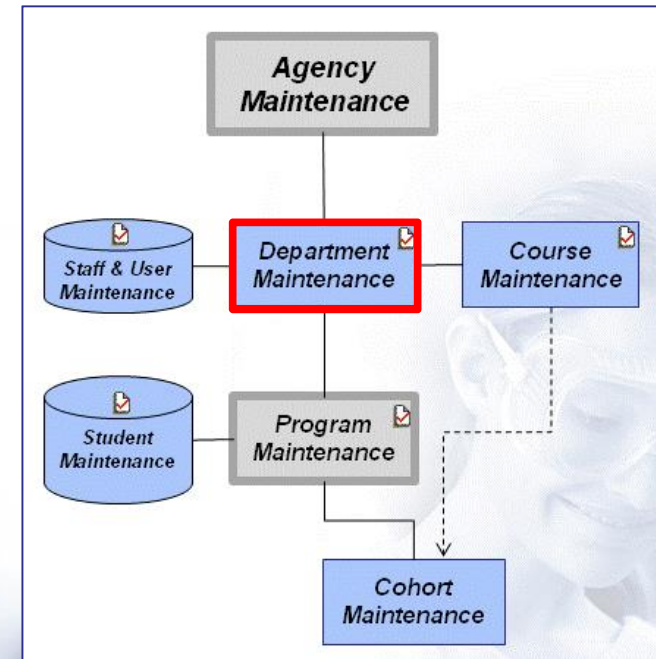 Agency
Maintenance
Staff & User
Maintenance
Department
Maintenance
Course
Maintenance
Student
Maintenance
Program
Maintenance
Cohort
Maintenance